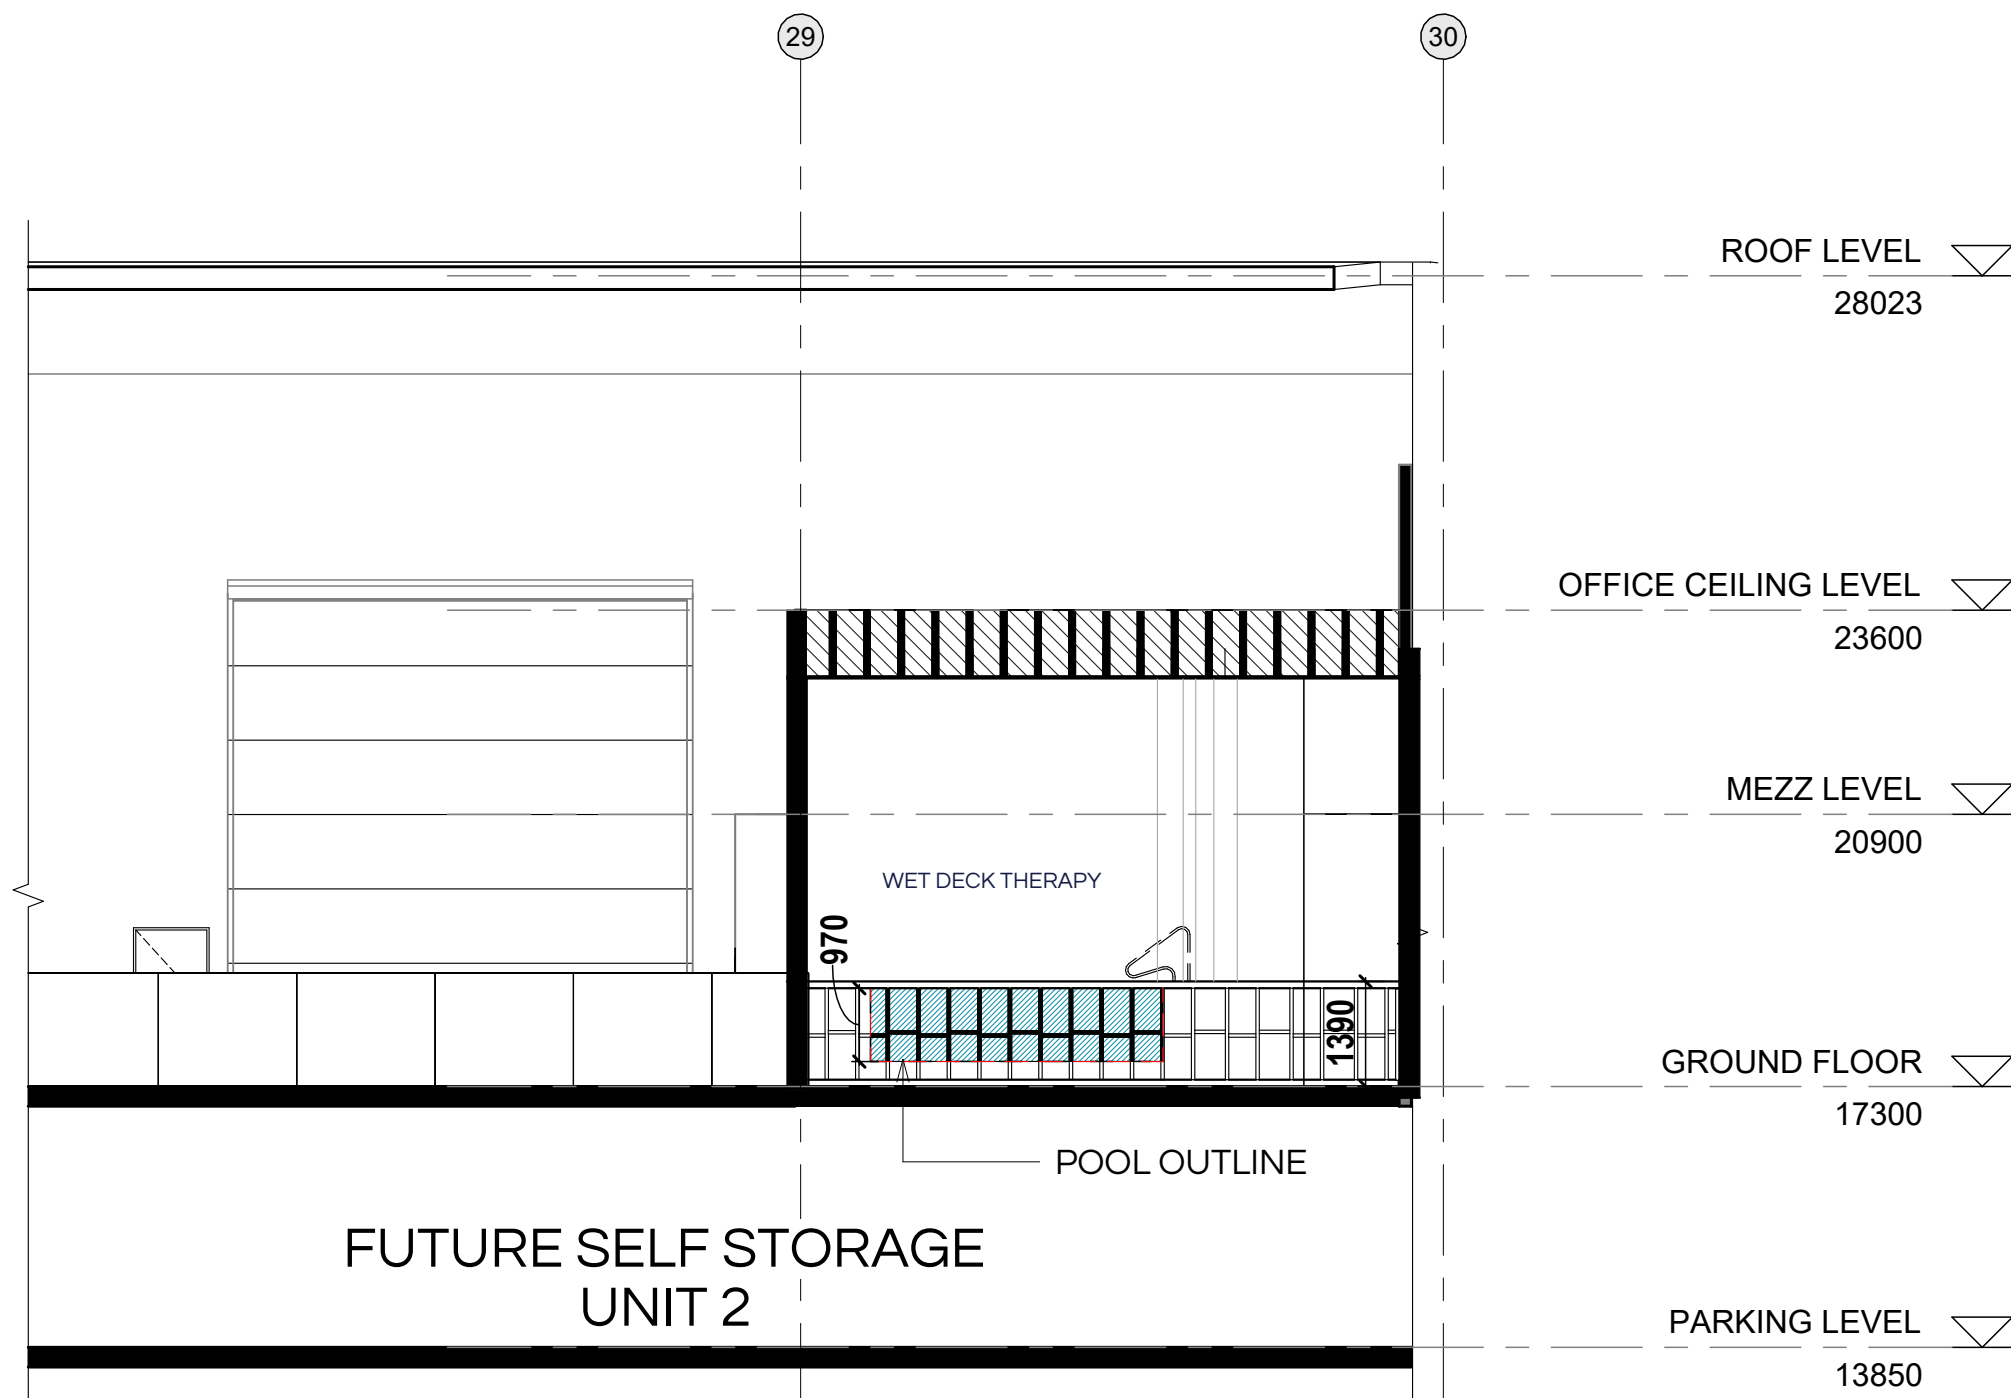 29
30
ROOF LEVEL
28023
OFFICE CEILING LEVEL
23600
MEZZ LEVEL
20900
WET DECK THERAPY
970
1390
GROUND FLOOR
17300
POOL OUTLINE
FUTURE SELF STORAGE
UNIT 2
PARKING LEVEL
13850